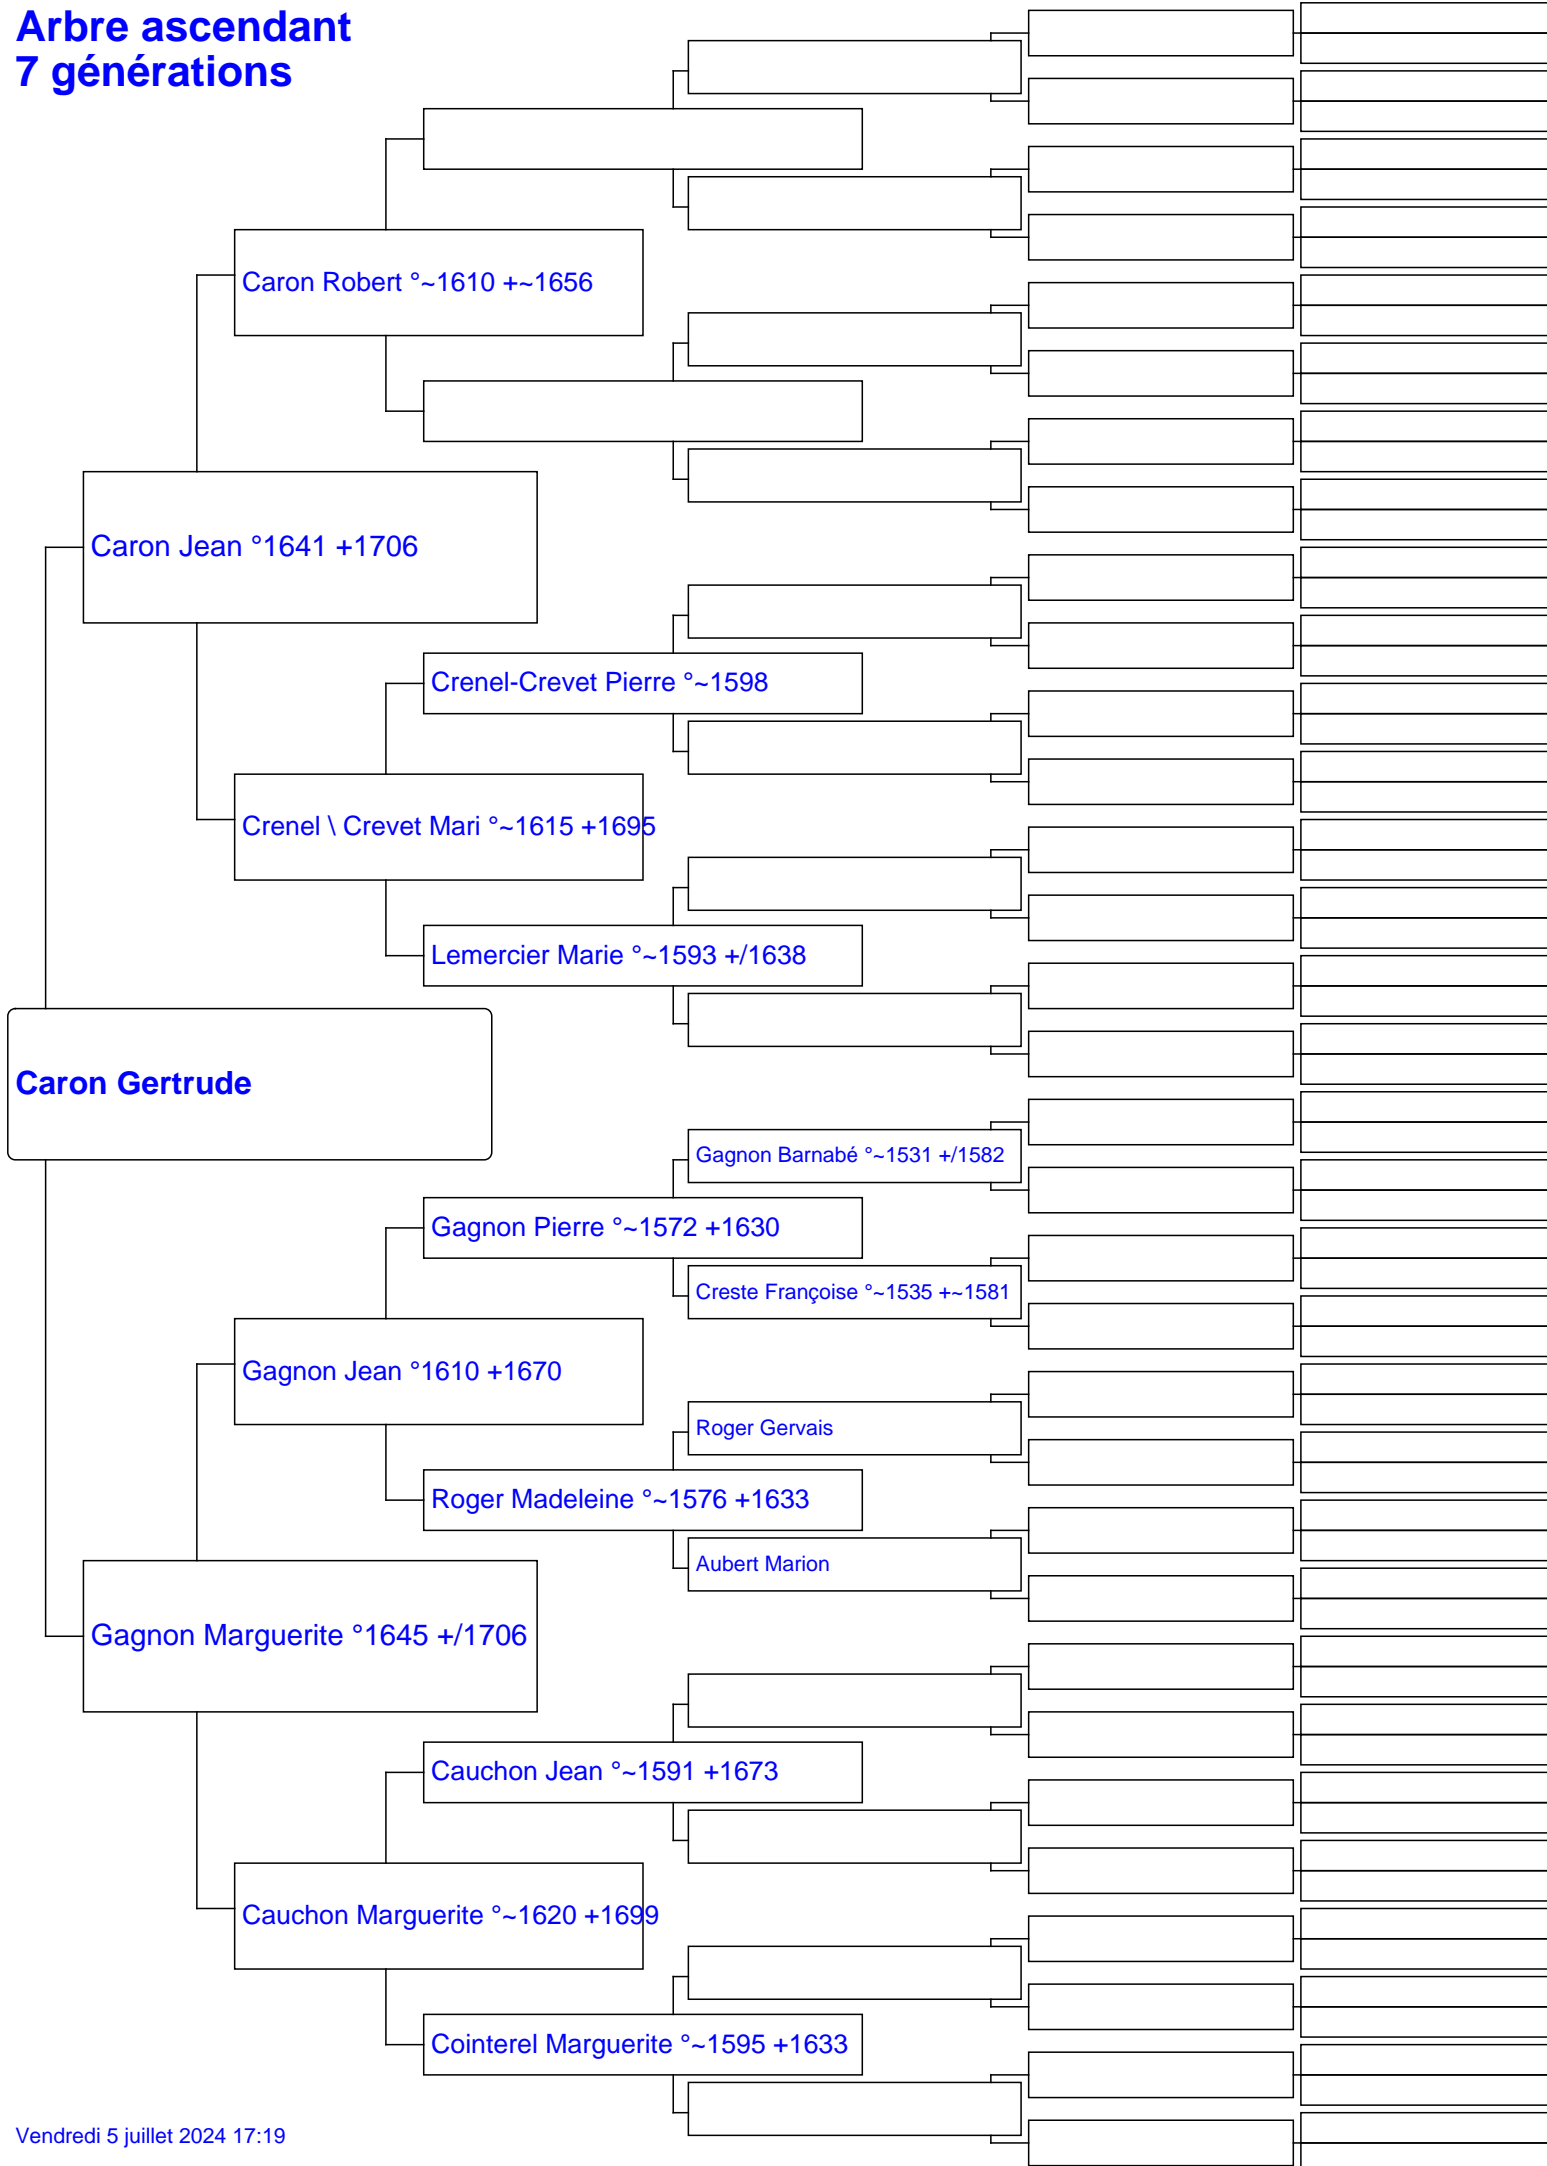 Arbre ascendant
7 générations
Caron Robert °~1610 +~1656
Caron Jean °1641 +1706
Crenel-Crevet Pierre °~1598
Crenel \ Crevet Mari °~1615 +1695
Lemercier Marie °~1593 +/1638
Caron Gertrude
Gagnon Barnabé °~1531 +/1582
Gagnon Pierre °~1572 +1630
Creste Françoise °~1535 +~1581
Gagnon Jean °1610 +1670
Roger Gervais
Roger Madeleine °~1576 +1633
Aubert Marion
Gagnon Marguerite °1645 +/1706
Cauchon Jean °~1591 +1673
Cauchon Marguerite °~1620 +1699
Cointerel Marguerite °~1595 +1633
Vendredi 5 juillet 2024 17:19